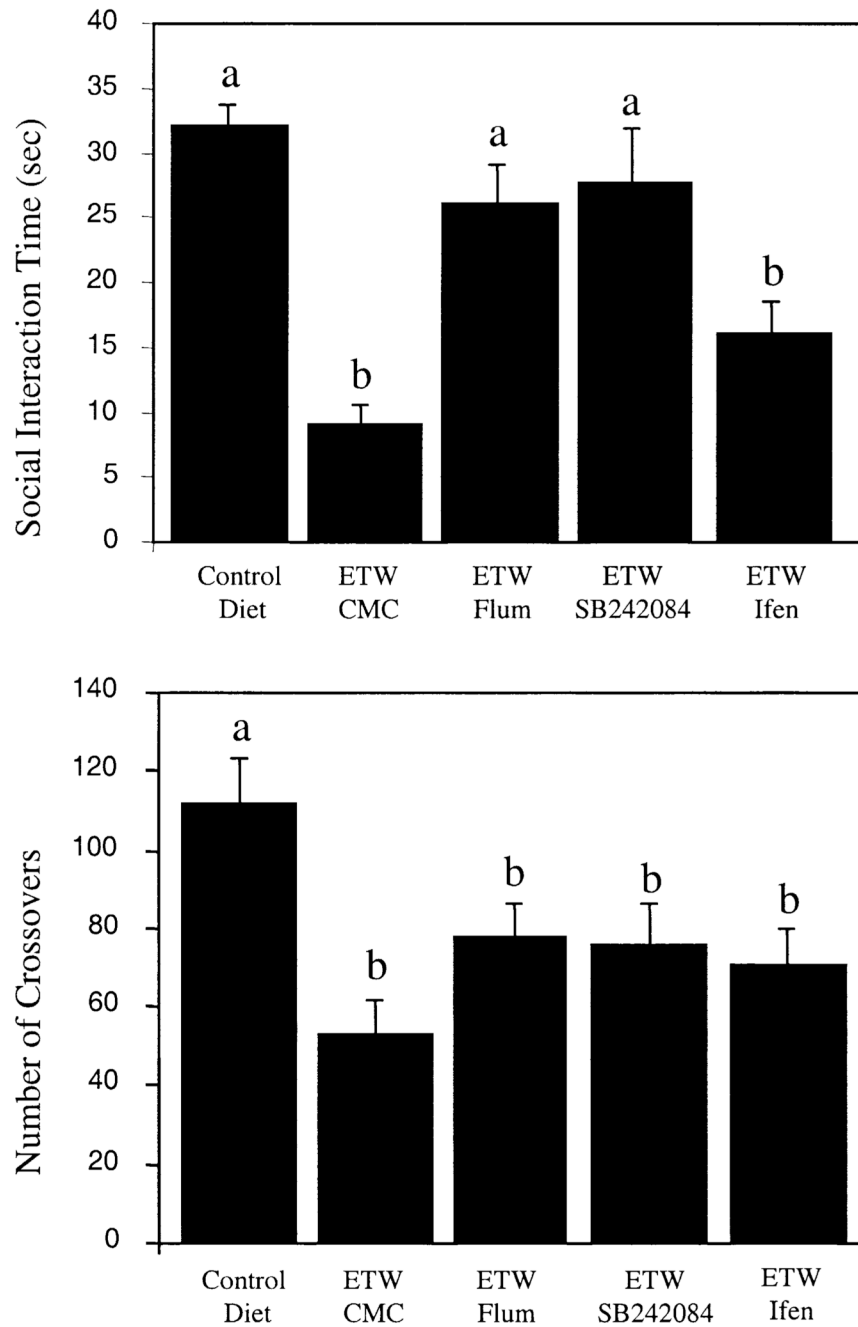 Social Interaction Time (sec)
40
35
30
25
20
15
10
5
0
a
b
a
a
b
Control Diet
ETW CMC
ETW Flum
ETW SB242084
ETW Ifen
Number of Crossovers
140
120
100
80
60
40
20
0
a
b
b
b
b
Control Diet
ETW CMC
ETW Flum
ETW SB242084
ETW Ifen